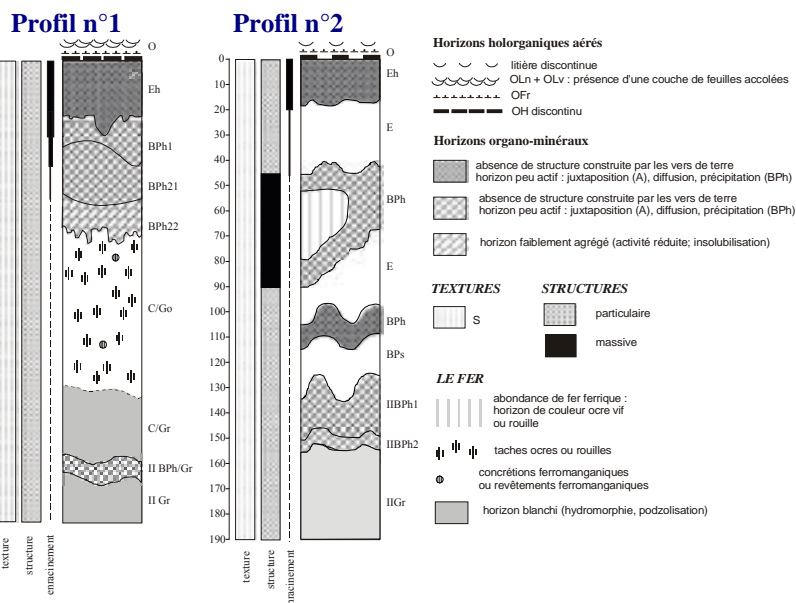 Profil n°1
O
Eh
BPh1
BPh21
BPh22
C/Go
C/Gr
II BPh/Gr
II Gr
texture
structure
enracinement
Profil n°2
0
10
20
30
40
50
60
70
80
90
100
110
120
130
140
150
160
170
180
190
O
Eh
E
BPh
E
BPh
BPs
IIBPh1
IIBPh2
IIGr
texture
structure
enracinement
Horizons holorganiques aérés
litière discontinue
OLn + OLv : présence d'une couche de feuilles accolées
OFr
OH discontinu
Horizons organo-minéraux
absence de structure construite par les vers de terre
horizon peu actif : juxtaposition (A), diffusion, précipitation (BPh)
absence de structure construite par les vers de terre
horizon peu actif : juxtaposition (A), diffusion, précipitation (BPh)
horizon faiblement agrégé (activité réduite; insolubilisation)
TEXTURES
S
STRUCTURES
particulaire
massive
LE FER
abondance de fer ferrique :
horizon de couleur ocre vif
ou rouille
taches ocres ou rouilles
concrétions ferromanganiques
ou revêtements ferromanganiques
horizon blanchi (hydromorphie, podzolisation)